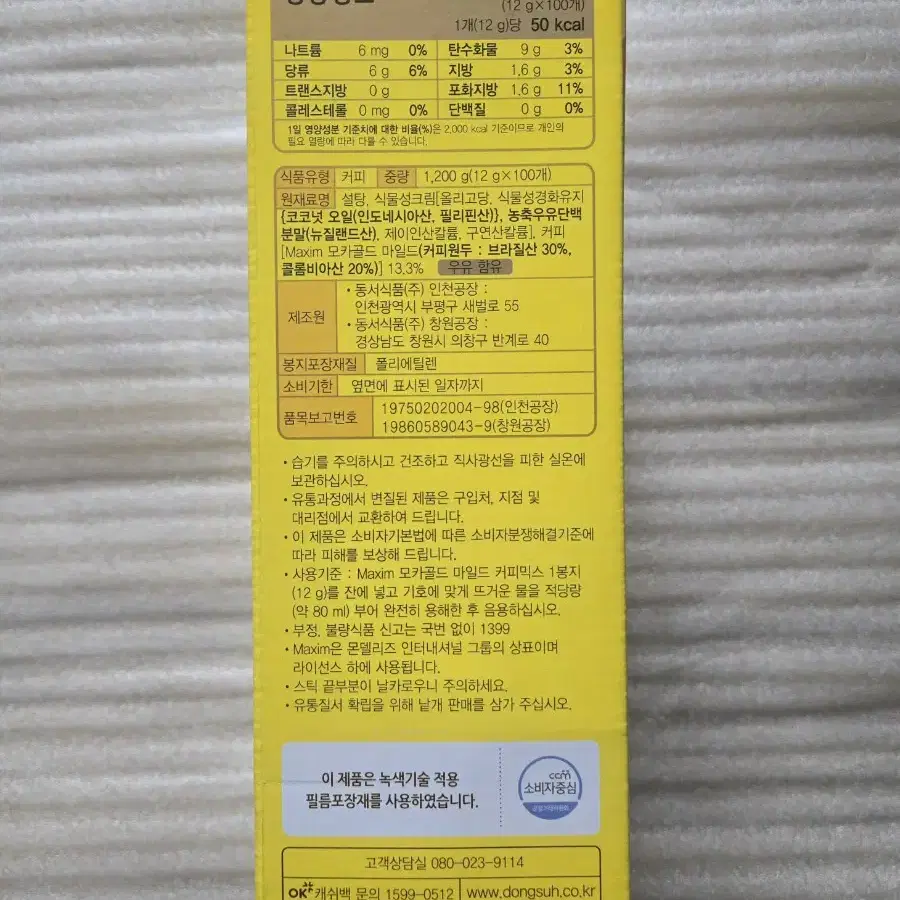 (12 g×100개)
1개(12 g)당 50 kcal
나트륨 6 mg 0% 탄수화물 9 g 3%
당류 6 g 6% 지방 1.6 g 3%
트랜스지방 0 g 포화지방 1.6 g 11%
콜레스테롤 0 mg 0% 단백질 0 g 0%
1일 영양성분 기준치에 대한 비율(%)은 2,000 kcal 기준이므로 개인의
필요 열량에 따라 다를 수 있습니다.
식품유형 커피 중량 1,200 g(12 g×100개)
원재료명 설탕, 식물성크림[올리고당, 식물성경화유지
{코코넛 오일(인도네시아산, 필리핀산)}, 농축우유단백
분말(뉴질랜드산), 제이인산칼륨, 구연산칼륨], 커피
[Maxim 모카골드 마일드(커피원두 : 브라질산 30%,
콜롬비아산 20%)] 13.3% 우유 함유
제조원
• 동서식품(주) 인천공장 :
인천광역시 부평구 새벌로 55
• 동서식품(주) 창원공장 :
경상남도 창원시 의창구 반계로 40
봉지포장재질 폴리에틸렌
소비기한 옆면에 표시된 일자까지
품목보고번호
19750202004-98(인천공장)
19860589043-9(창원공장)
• 습기를 주의하시고 건조하고 직사광선을 피한 실온에
보관하십시오.
• 유통과정에서 변질된 제품은 구입처, 지점 및
대리점에서 교환하여 드립니다.
• 이 제품은 소비자기본법에 따른 소비자분쟁해결기준에
따라 피해를 보상해 드립니다.
• 사용기준 : Maxim 모카골드 마일드 커피믹스 1봉지
(12 g)를 잔에 넣고 기호에 맞게 뜨거운 물을 적당량
(약 80 ml) 부어 완전히 용해한 후 음용하십시오.
• 부정, 불량식품 신고는 국번 없이 1399
• Maxim은 몬델리즈 인터내셔널 그룹의 상표이며
라이선스 하에 사용됩니다.
• 스틱 끝부분이 날카로우니 주의하세요.
• 유통질서 확립을 위해 낱개 판매를 삼가 주십시오.
이 제품은 녹색기술 적용
필름포장재를 사용하였습니다.
ccm
소비자중심
고객상담실 080-023-9114
OK 캐쉬백 문의 1599-0512 www.dongsuh.co.kr